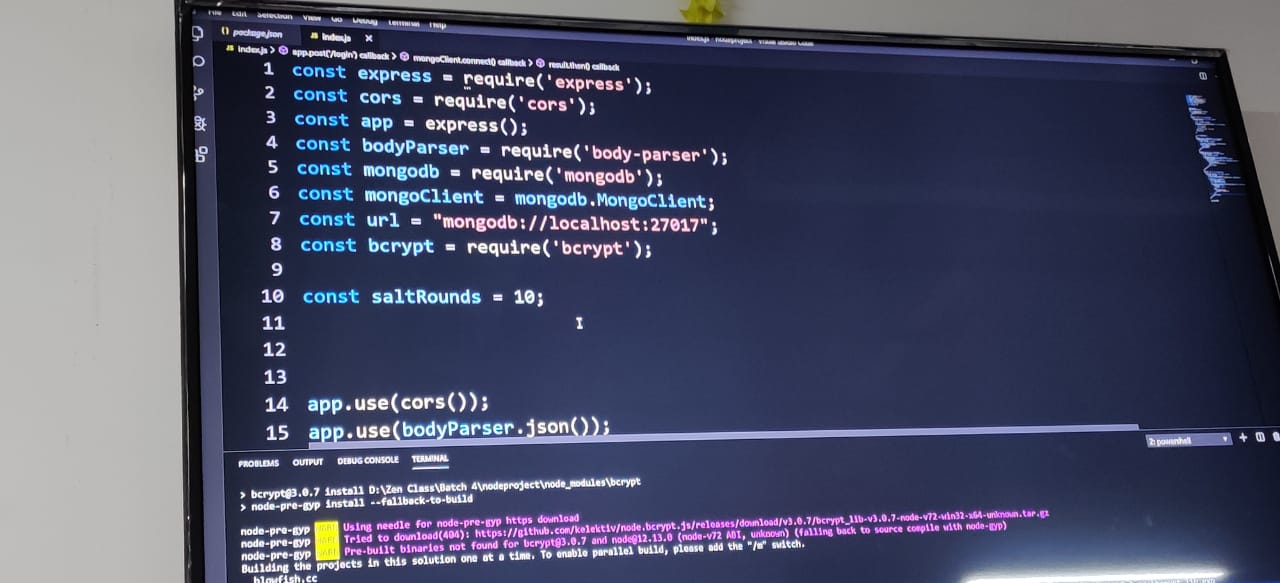 File Edit Selection View Go Debug Terminal Help
index.js - nodeproject - Visual Studio Code
package.json
JS index.js ×
JS index.js > app.post('/login') callback > mongoClient.connect() callback > result.then() callback
1 const express = require('express');
2 const cors = require('cors');
3 const app = express();
4 const bodyParser = require('body-parser');
5 const mongodb = require('mongodb');
6 const mongoClient = mongodb.MongoClient;
7 const url = "mongodb://localhost:27017";
8 const bcrypt = require('bcrypt');
9
10 const saltRounds = 10;
11
12
13
14 app.use(cors());
15 app.use(bodyParser.json());
PROBLEMS OUTPUT DEBUG CONSOLE TERMINAL 2: powershell
> bcrypt@3.0.7 install D:\Zen Class\Batch 4\nodeproject\node_modules\bcrypt
> node-pre-gyp install --fallback-to-build
node-pre-gyp WARN Using needle for node-pre-gyp https download
node-pre-gyp WARN Tried to download(404): https://github.com/kelektiv/node.bcrypt.js/releases/download/v3.0.7/bcrypt_lib-v3.0.7-node-v72-win32-x64-unknown.tar.gz
node-pre-gyp WARN Pre-built binaries not found for bcrypt@3.0.7 and node@12.13.0 (node-v72 ABI, unknown) (falling back to source compile with node-gyp)
Building the projects in this solution one at a time. To enable parallel build, please add the "/m" switch.
blowfish.cc